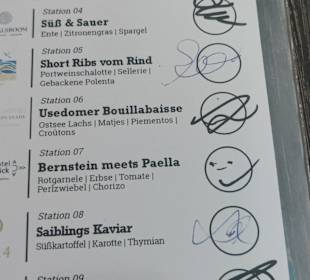 Station 04
Süß & Sauer
Ente | Zitronengras | Spargel
Station 05
Short Ribs vom Rind
Portweinschalotte | Sellerie |
Gebackene Polenta
Station 06
Usedomer Bouillabaisse
Ostsee Lachs | Matjes | Piementos |
Croûtons
Station 07
Bernstein meets Paella
Rotgarnele | Erbse | Tomate |
Perlzwiebel | Chorizo
Station 08
Saiblings Kaviar
Süßkartoffel | Karotte | Thymian
Station 09